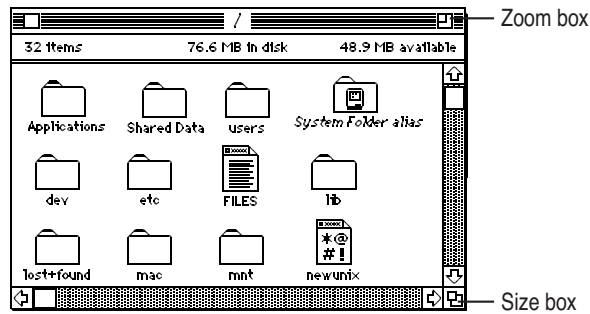 /
Zoom box
32 items 76.6 MB in disk 48.9 MB available
Applications Shared Data users System Folder alias
dev etc FILES lib
*@
#!
lost+found mac mnt newunix
Size box